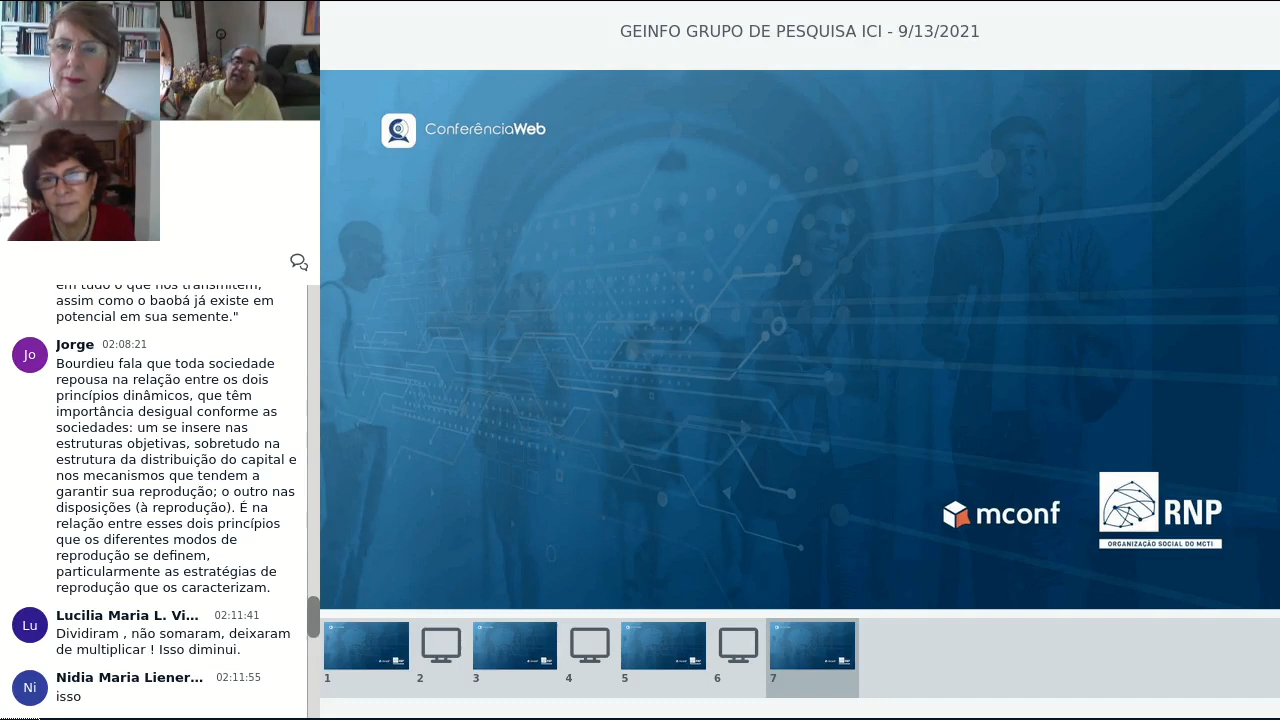 GEINFO GRUPO DE PESQUISA ICI - 9/13/2021
ConferênciaWeb
em tudo o que nos transmitem,
assim como o baobá já existe em
potencial em sua semente."
Jo
Jorge 02:08:21
Bourdieu fala que toda sociedade
repousa na relação entre os dois
princípios dinâmicos, que têm
importância desigual conforme as
sociedades: um se insere nas
estruturas objetivas, sobretudo na
estrutura da distribuição do capital e
nos mecanismos que tendem a
garantir sua reprodução; o outro nas
disposições (à reprodução). É na
relação entre esses dois princípios
que os diferentes modos de
reprodução se definem,
particularmente as estratégias de
reprodução que os caracterizam.
Lu
Lucilia Maria L. Vi... 02:11:41
Dividiram , não somaram, deixaram
de multiplicar ! Isso diminui.
Ni
Nidia Maria Liener... 02:11:55
isso
mconf
RNP
ORGANIZAÇÃO SOCIAL DO MCTI
1 2 3 4 5 6 7